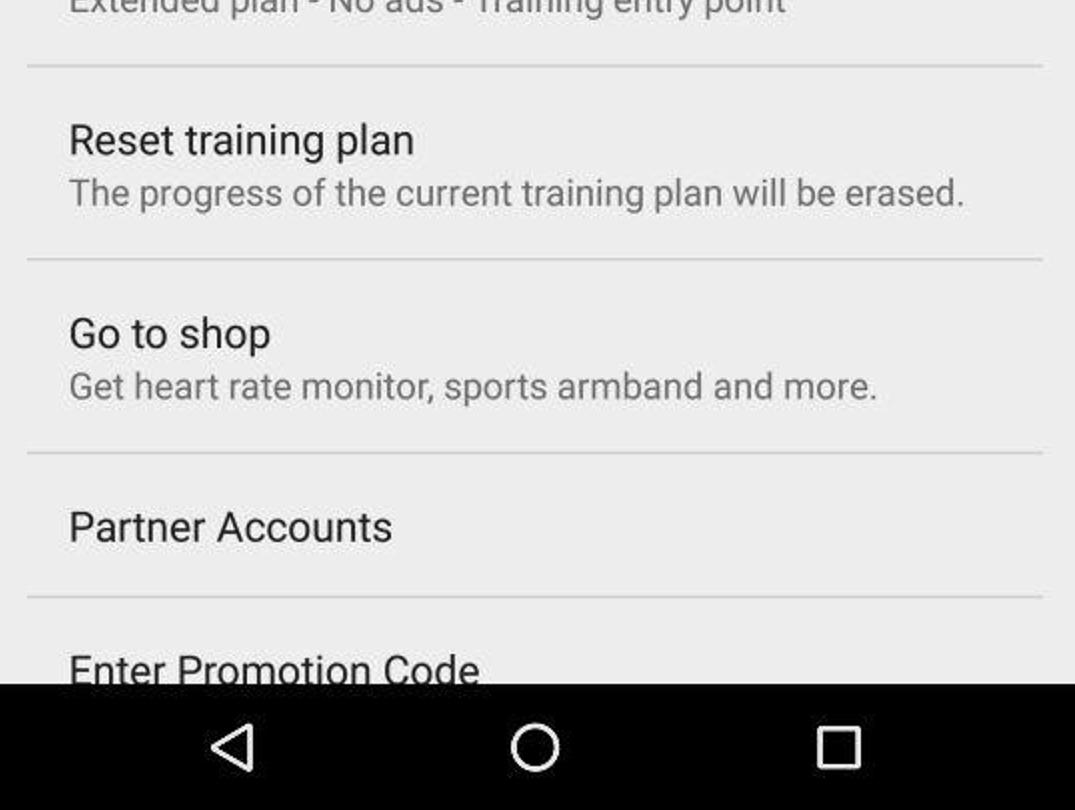 Extended plan - No ads - Training entry point
Reset training plan
The progress of the current training plan will be erased.
Go to shop
Get heart rate monitor, sports armband and more.
Partner Accounts
Enter Promotion Code